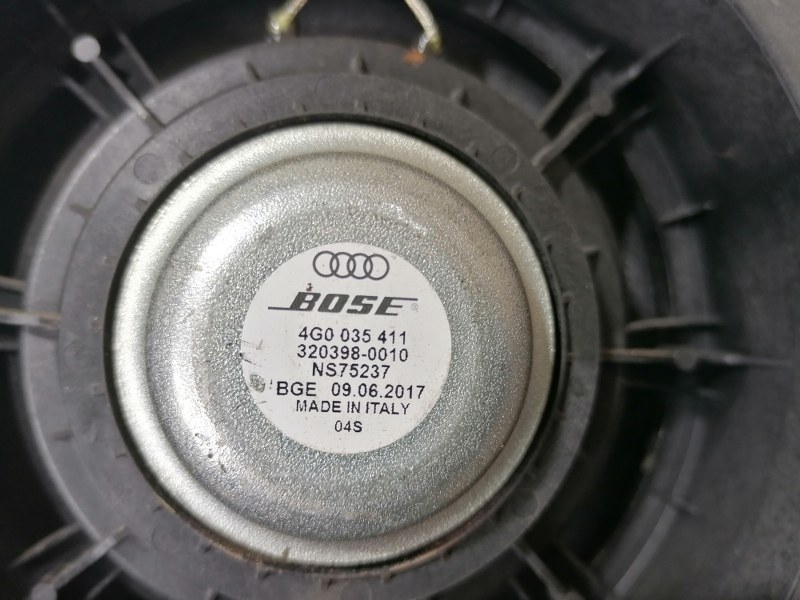 BOSE
4G0 035 411
320398-0010
NS75237
BGE 09.06.2017
MADE IN ITALY
04S